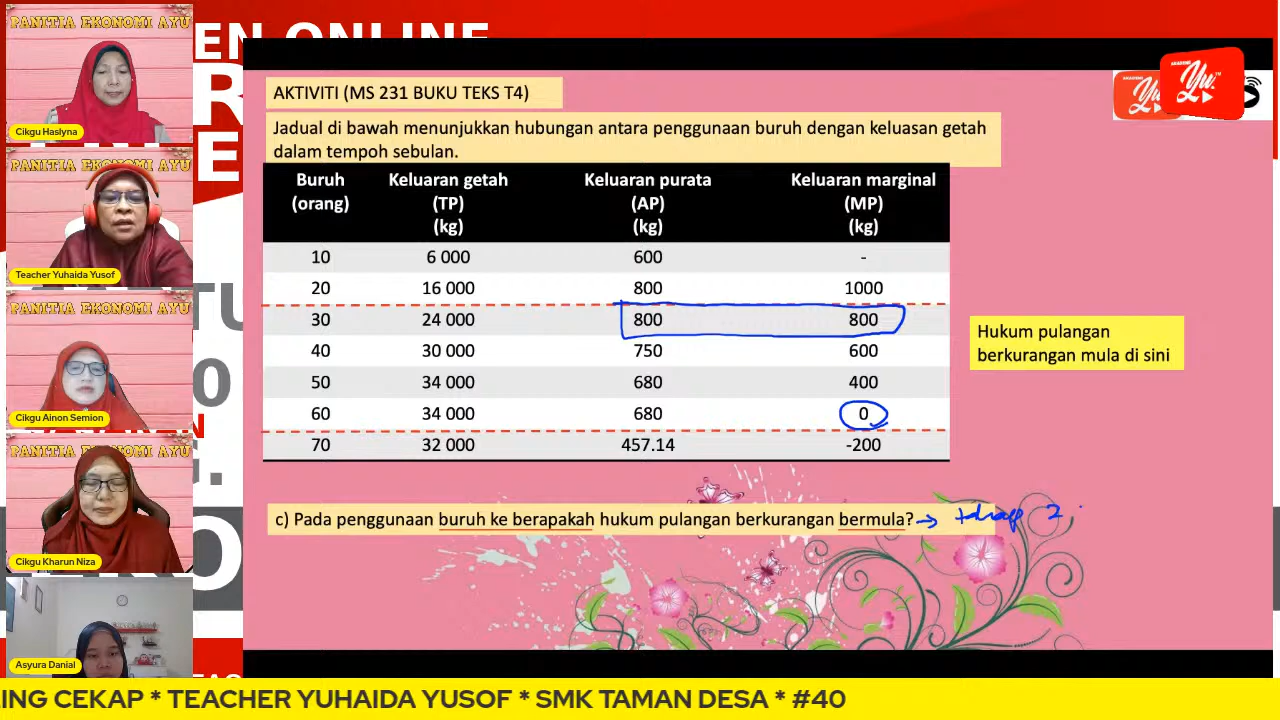 PANITIA EKONOMI AYU
Cikgu Haslyna
PANITIA EKONOMI AYU
Teacher Yuhaida Yusof
PANITIA EKONOMI AYU
Cikgu Ainon Semion
PANITIA EKONOMI AYU
Cikgu Kharun Niza
Asyura Danial
EN ONLINE
AKTIVITI (MS 231 BUKU TEKS T4)
Jadual di bawah menunjukkan hubungan antara penggunaan buruh dengan keluasan getah
dalam tempoh sebulan.
Buruh (orang) Keluaran getah (TP) (kg) Keluaran purata (AP) (kg) Keluaran marginal (MP) (kg)
10 6 000 600 -
20 16 000 800 1000
30 24 000 800 800
40 30 000 750 600
50 34 000 680 400
60 34 000 680 0
70 32 000 457.14 -200
Hukum pulangan
berkurangan mula di sini
c) Pada penggunaan buruh ke berapakah hukum pulangan berkurangan bermula? → tahap 2
ING CEKAP * TEACHER YUHAIDA YUSOF * SMK TAMAN DESA * #40